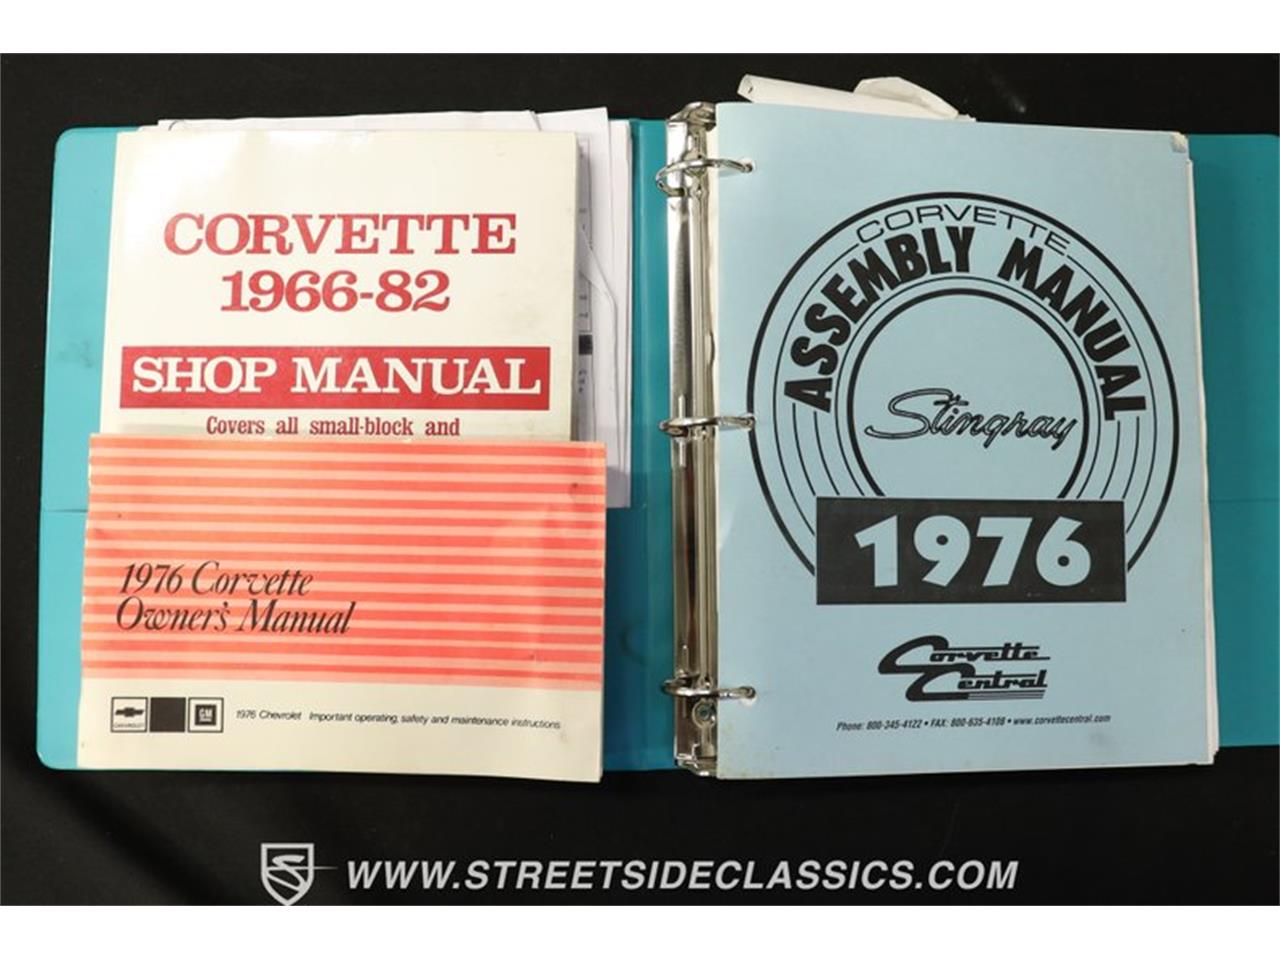 CORVETTE
1966-82
SHOP MANUAL
Covers all small-block and
1976 Corvette
Owner's Manual
CHEVROLET
GM
1976 Chevrolet Important operating, safety and maintenance instructions
CORVETTE
ASSEMBLY MANUAL
Stingray
1976
Corvette
Central
Phone: 800-345-4122 • FAX: 800-635-4108 • www.corvettecentral.com
WWW.STREETSIDECLASSICS.COM